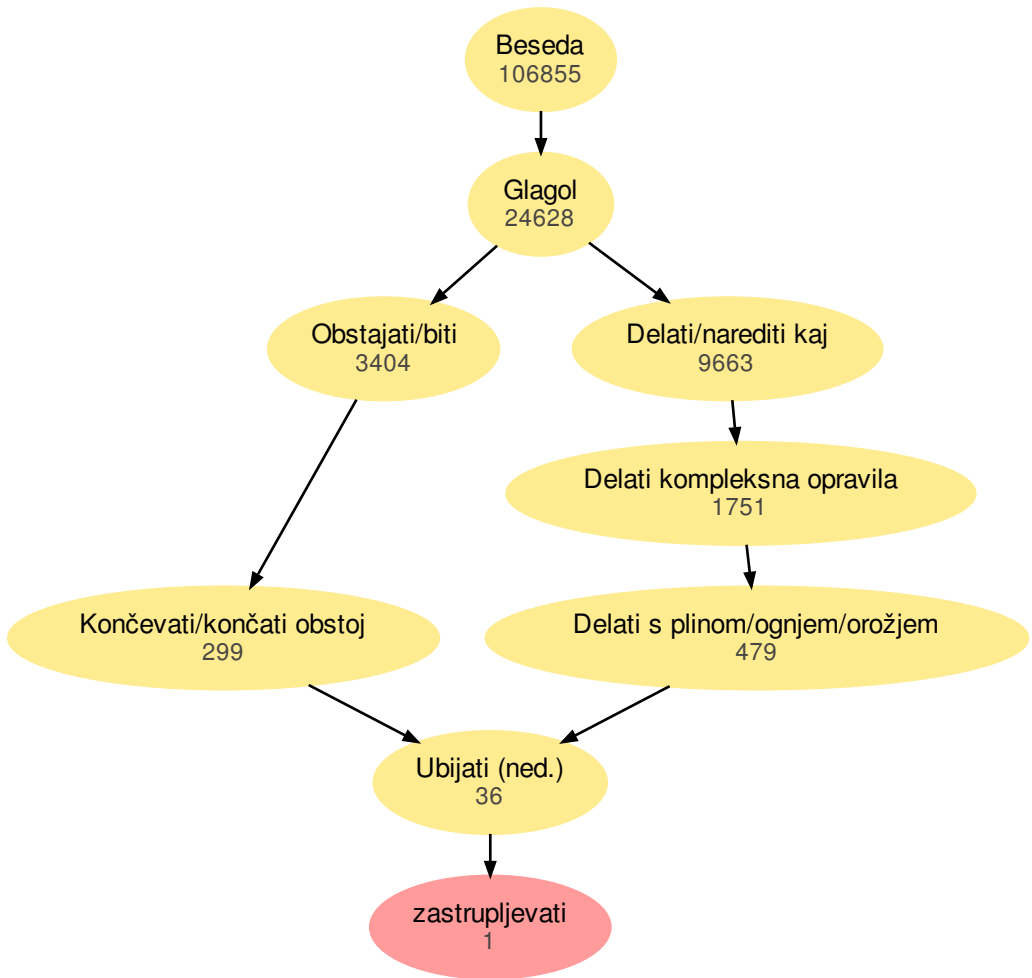 Beseda
106855
Glagol
24628
Obstajati/biti
3404
Delati/narediti kaj
9663
Delati kompleksna opravila
1751
Končevati/končati obstoj
299
Delati s plinom/ognjem/orožjem
479
Ubijati (ned.)
36
zastrupljevati
1